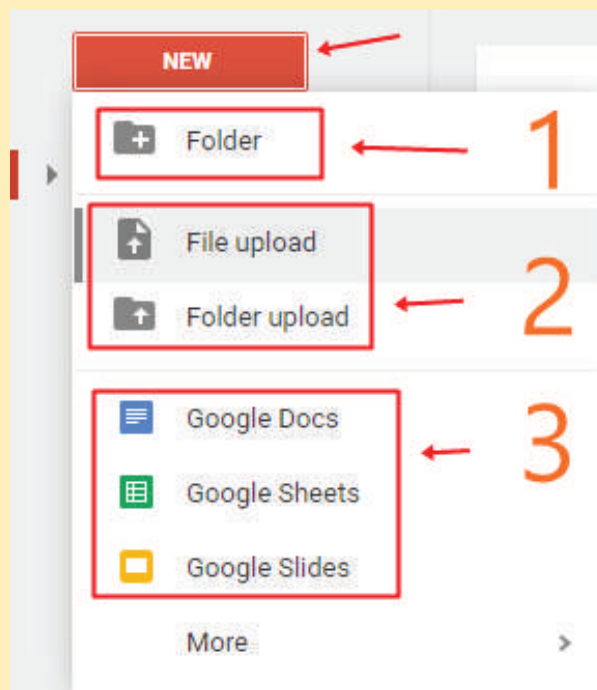 NEW
Folder
1
File upload
2
Folder upload
Google Docs
3
Google Sheets
Google Slides
More